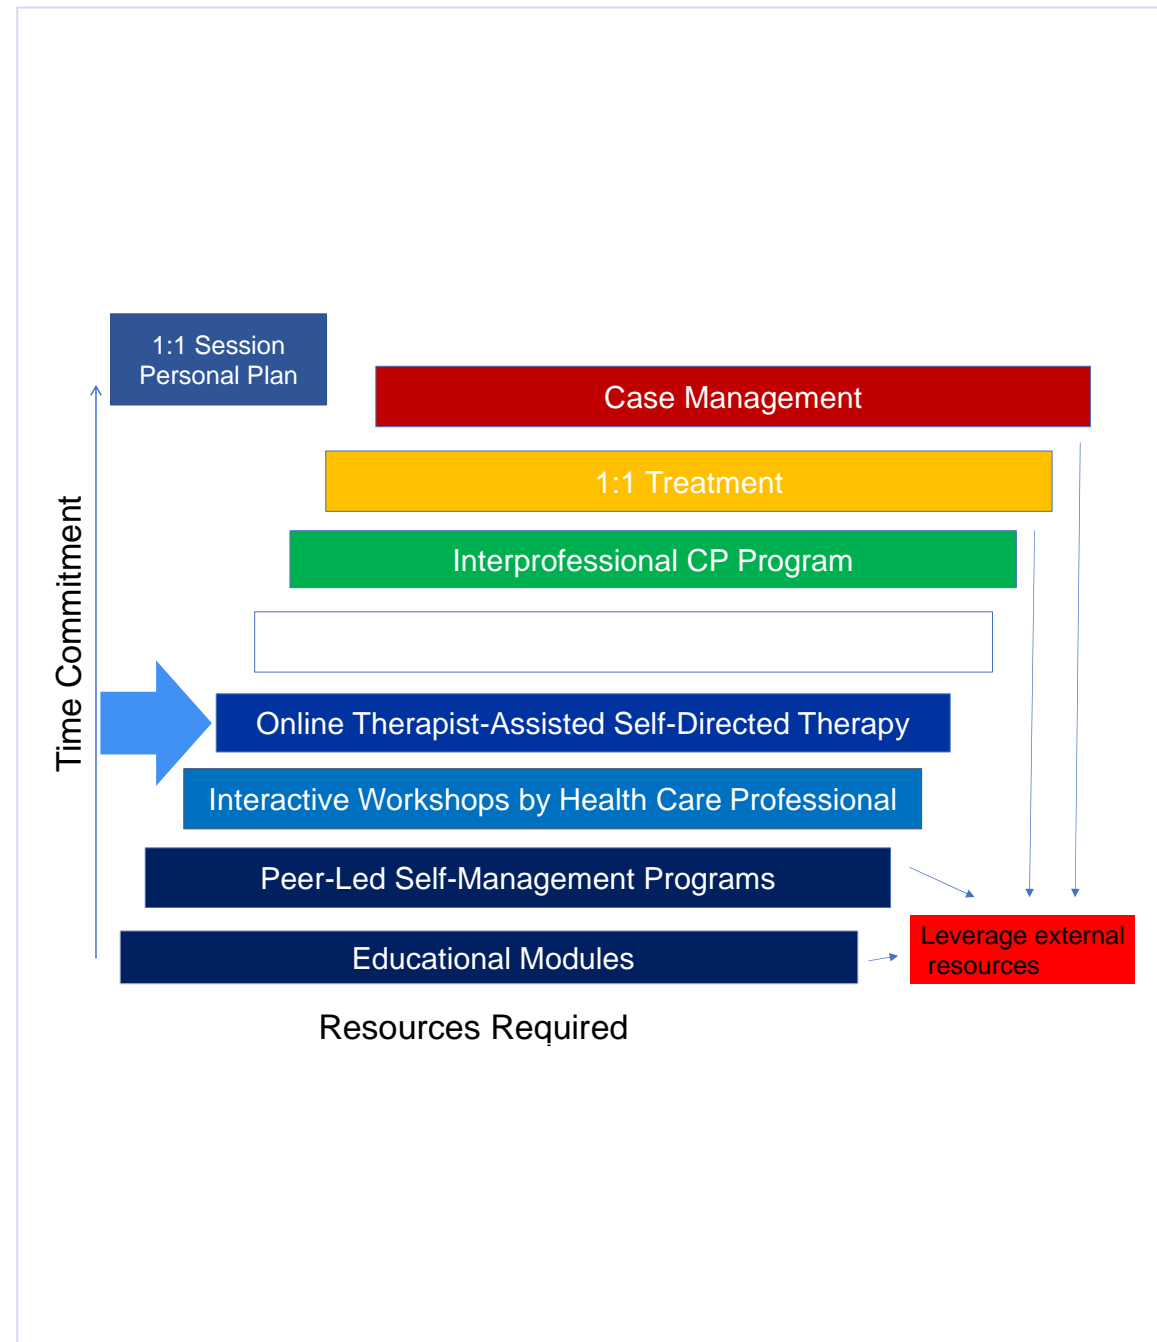 1:1 Session
Personal Plan
Case Management
1:1 Treatment
Interprofessional CP Program
Online Therapist-Assisted Self-Directed Therapy
Interactive Workshops by Health Care Professional
Peer-Led Self-Management Programs
Educational Modules
Leverage external
resources
Time Commitment
Resources Required